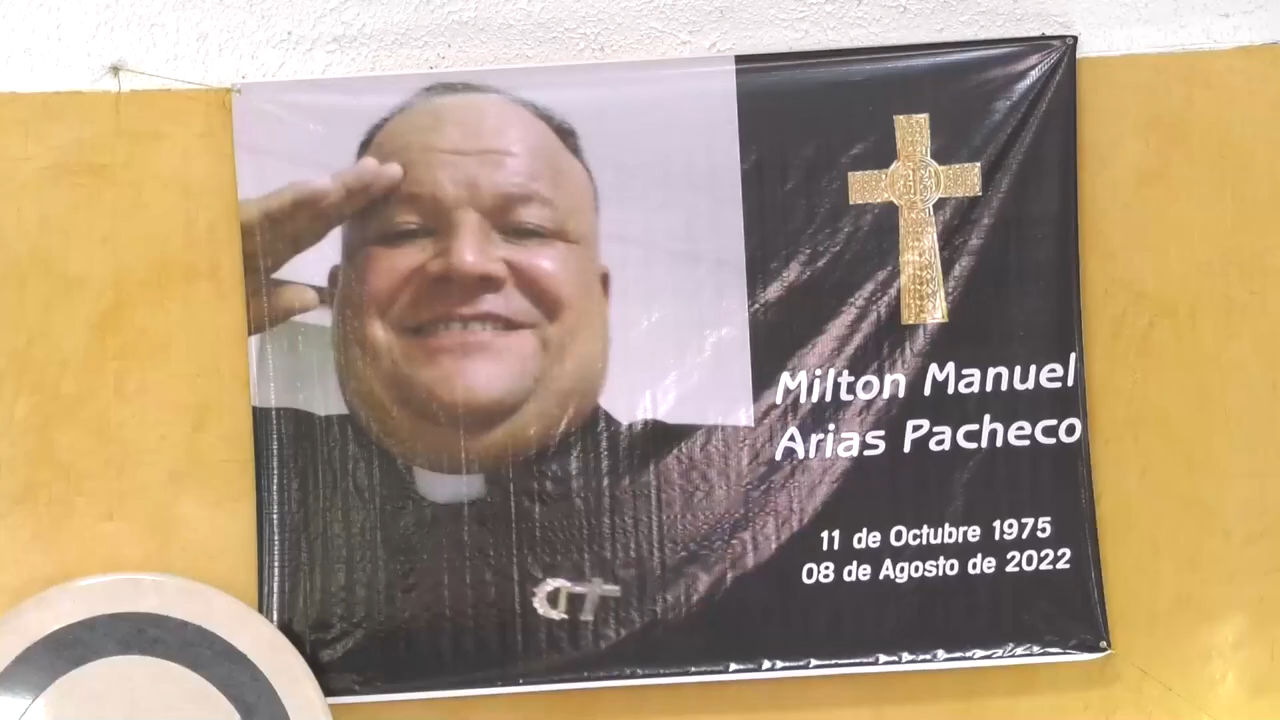 Milton Manuel
Arias Pacheco
11 de Octubre 1975
08 de Agosto de 2022